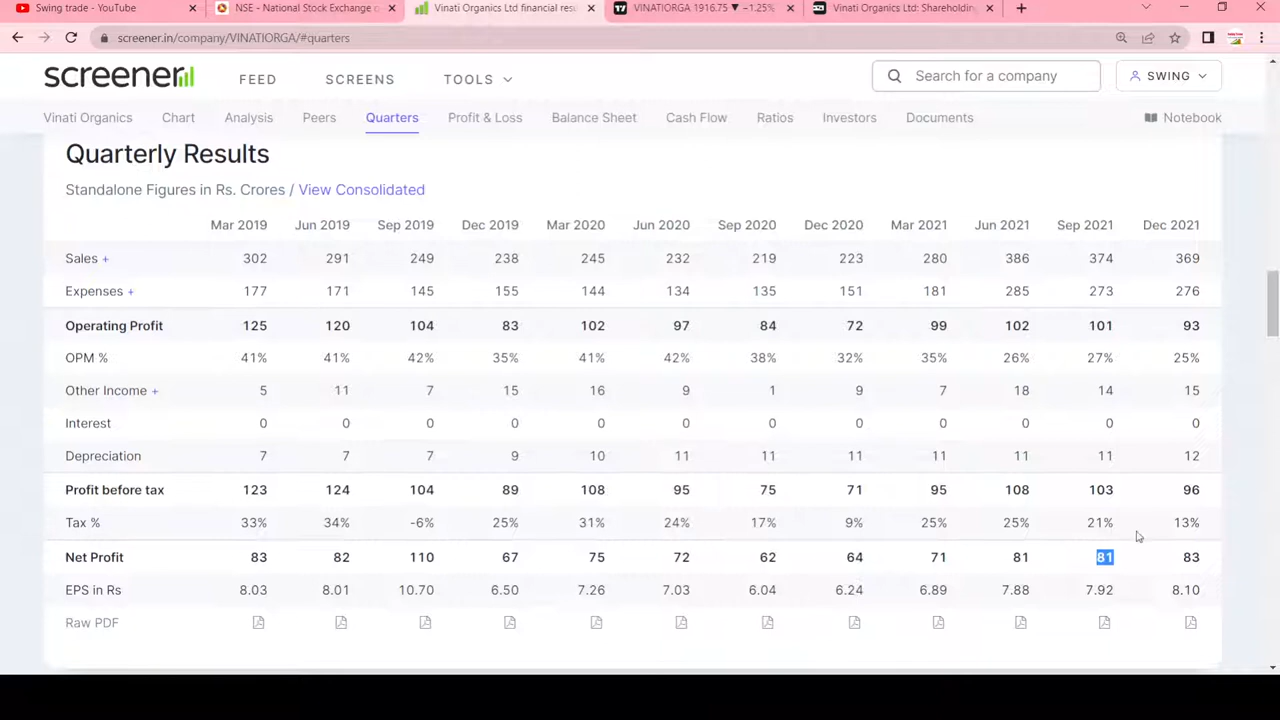 Swing trade - YouTube
NSE - National Stock Exchange o
Vinati Organics Ltd financial resu
VINATIORGA 1916.75 ▼ −1.25%
Vinati Organics Ltd: Shareholdin
screener.in/company/VINATIORGA/#quarters
screener
FEED
SCREENS
TOOLS
Search for a company
SWING
Vinati Organics
Chart
Analysis
Peers
Quarters
Profit & Loss
Balance Sheet
Cash Flow
Ratios
Investors
Documents
Notebook
Quarterly Results
Standalone Figures in Rs. Crores / View Consolidated
Mar 2019 Jun 2019 Sep 2019 Dec 2019 Mar 2020 Jun 2020 Sep 2020 Dec 2020 Mar 2021 Jun 2021 Sep 2021 Dec 2021
Sales + 302 291 249 238 245 232 219 223 280 386 374 369
Expenses + 177 171 145 155 144 134 135 151 181 285 273 276
Operating Profit 125 120 104 83 102 97 84 72 99 102 101 93
OPM % 41% 41% 42% 35% 41% 42% 38% 32% 35% 26% 27% 25%
Other Income + 5 11 7 15 16 9 1 9 7 18 14 15
Interest 0 0 0 0 0 0 0 0 0 0 0 0
Depreciation 7 7 7 9 10 11 11 11 11 11 11 12
Profit before tax 123 124 104 89 108 95 75 71 95 108 103 96
Tax % 33% 34% -6% 25% 31% 24% 17% 9% 25% 25% 21% 13%
Net Profit 83 82 110 67 75 72 62 64 71 81 81 83
EPS in Rs 8.03 8.01 10.70 6.50 7.26 7.03 6.04 6.24 6.89 7.88 7.92 8.10
Raw PDF